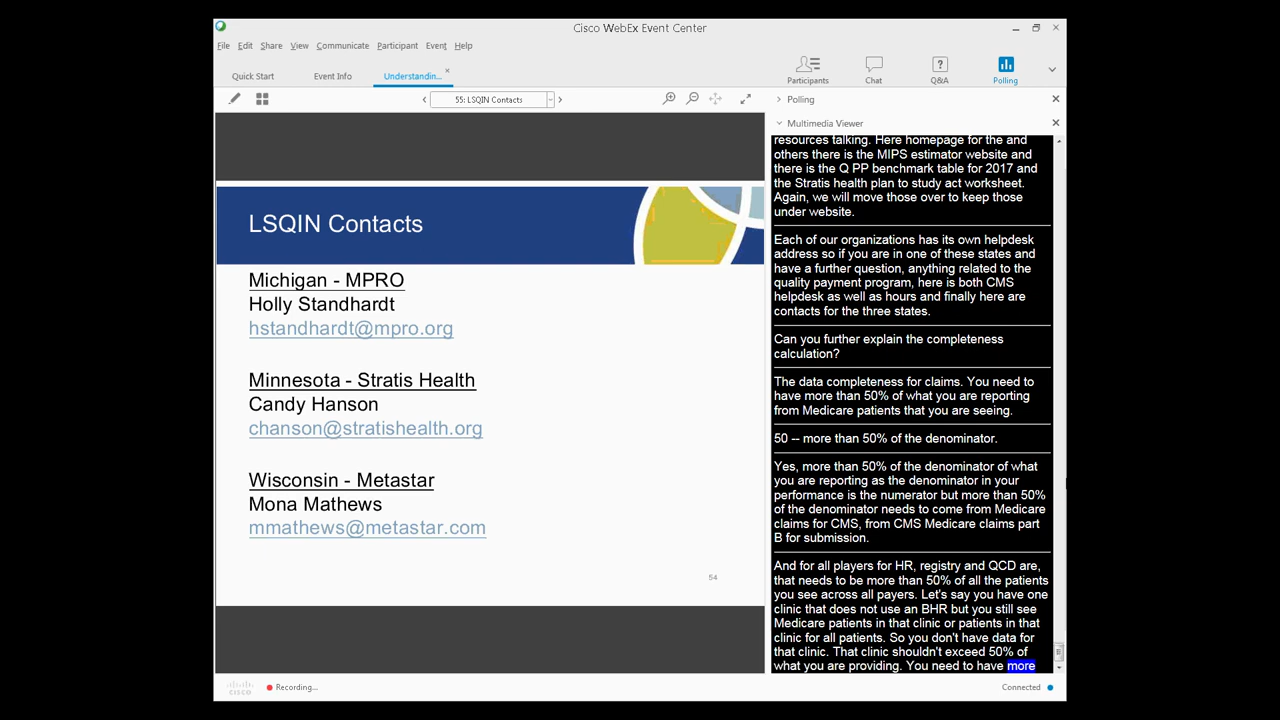 Cisco WebEx Event Center
File Edit Share View Communicate Participant Event Help
Quick Start Event Info Understandin...
Participants Chat Q&A Polling
55: LSQIN Contacts
LSQIN Contacts
Michigan - MPRO
Holly Standhardt
hstandhardt@mpro.org
Minnesota - Stratis Health
Candy Hanson
chanson@stratishealth.org
Wisconsin - Metastar
Mona Mathews
mmathews@metastar.com
54
Polling
Multimedia Viewer
resources talking. Here homepage for the and
others there is the MIPS estimator website and
there is the Q PP benchmark table for 2017 and
the Stratis health plan to study act worksheet.
Again, we will move those over to keep those
under website.
Each of our organizations has its own helpdesk
address so if you are in one of these states and
have a further question, anything related to the
quality payment program, here is both CMS
helpdesk as well as hours and finally here are
contacts for the three states.
Can you further explain the completeness
calculation?
The data completeness for claims. You need to
have more than 50% of what you are reporting
from Medicare patients that you are seeing.
50 -- more than 50% of the denominator.
Yes, more than 50% of the denominator of what
you are reporting as the denominator in your
performance is the numerator but more than 50%
of the denominator needs to come from Medicare
claims for CMS, from CMS Medicare claims part
B for submission.
And for all players for HR, registry and QCD are,
that needs to be more than 50% of all the patients
you see across all payers. Let's say you have one
clinic that does not use an BHR but you still see
Medicare patients in that clinic or patients in that
clinic for all patients. So you don't have data for
that clinic. That clinic shouldn't exceed 50% of
what you are providing. You need to have more
cisco
Recording...
Connected